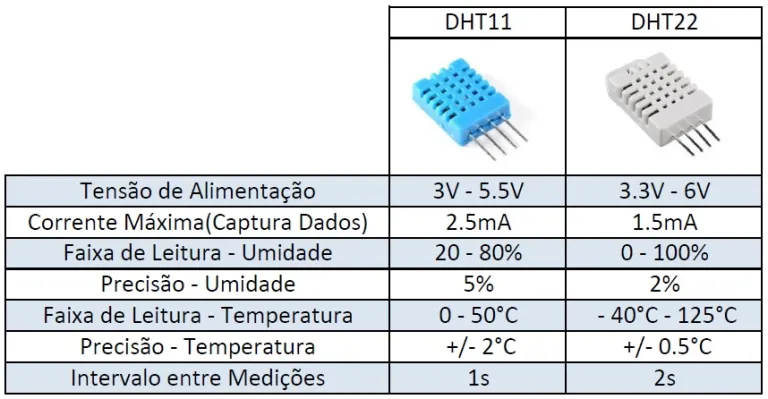 DHT11 DHT22
Tensão de Alimentação 3V - 5.5V 3.3V - 6V
Corrente Máxima(Captura Dados) 2.5mA 1.5mA
Faixa de Leitura - Umidade 20 - 80% 0 - 100%
Precisão - Umidade 5% 2%
Faixa de Leitura - Temperatura 0 - 50°C - 40°C - 125°C
Precisão - Temperatura +/- 2°C +/- 0.5°C
Intervalo entre Medições 1s 2s